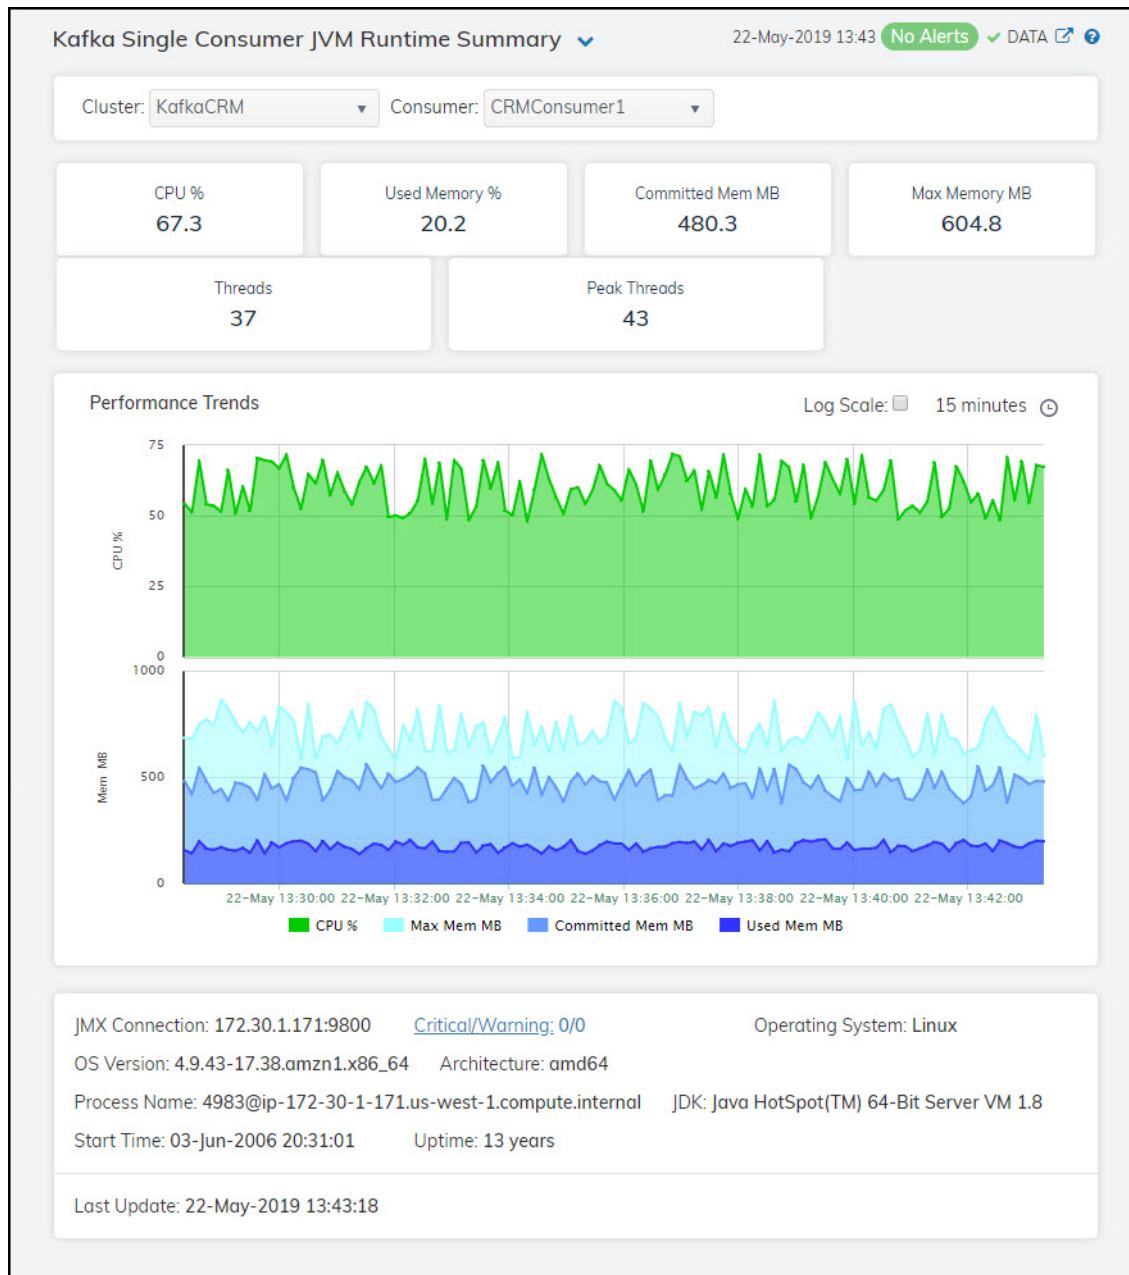 Kafka Single Consumer JVM Runtime Summary 22-May-2019 13:43 No Alerts DATA
Cluster: KafkaCRM Consumer: CRMConsumer1
CPU % Used Memory % Committed Mem MB Max Memory MB
67.3 20.2 480.3 604.8
Threads Peak Threads
37 43
Performance Trends Log Scale: 15 minutes
75
50
25
0
CPU %
1000
500
0
Mem MB
22-May 13:30:00 22-May 13:32:00 22-May 13:34:00 22-May 13:36:00 22-May 13:38:00 22-May 13:40:00 22-May 13:42:00
CPU % Max Mem MB Committed Mem MB Used Mem MB
JMX Connection: 172.30.1.171:9800 Critical/Warning: 0/0 Operating System: Linux
OS Version: 4.9.43-17.38.amzn1.x86_64 Architecture: amd64
Process Name: 4983@ip-172-30-1-171.us-west-1.compute.internal JDK: Java HotSpot(TM) 64-Bit Server VM 1.8
Start Time: 03-Jun-2006 20:31:01 Uptime: 13 years
Last Update: 22-May-2019 13:43:18